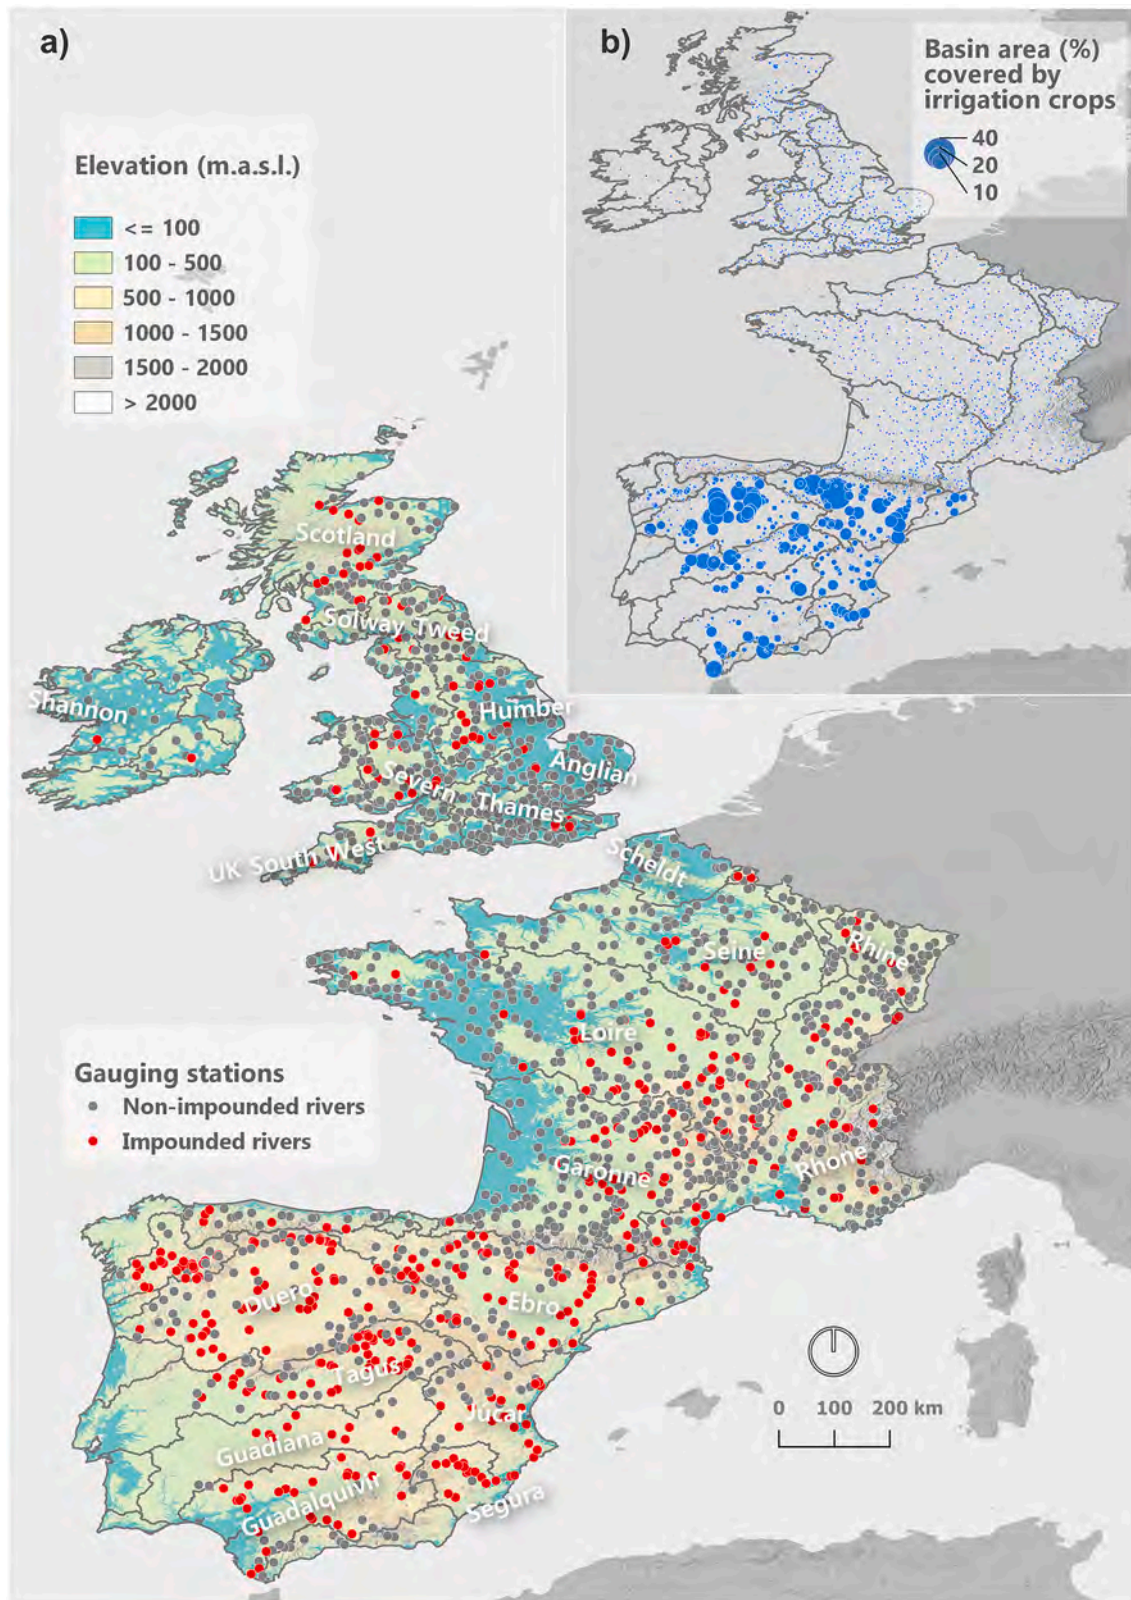 a)
Elevation (m.a.s.l.)
<= 100
100 - 500
500 - 1000
1000 - 1500
1500 - 2000
> 2000
b)
Basin area (%)
covered by
irrigation crops
40
20
10
Scotland
Solway Tweed
Shannon
Humber
Anglian
Severn
Thames
UK South West
Scheldt
Seine
Rhine
Loire
Gauging stations
Non-impounded rivers
Impounded rivers
Garonne
Rhone
Duero
Ebro
Tagus
Júcar
Guadiana
Guadalquivir
Segura
0 100 200 km